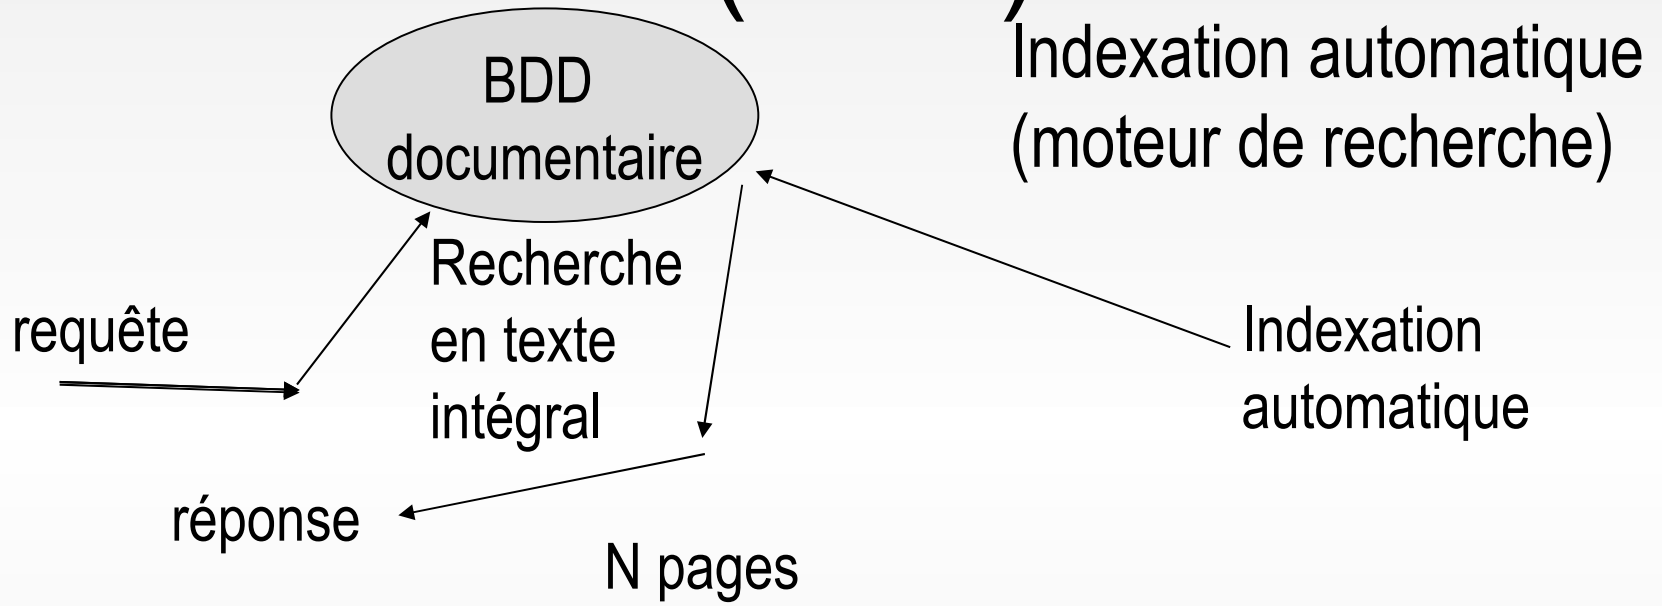 Indexation automatique
(moteur de recherche)
BDD
documentaire
Recherche
en texte
intégral
requête
Indexation
automatique
réponse
N pages